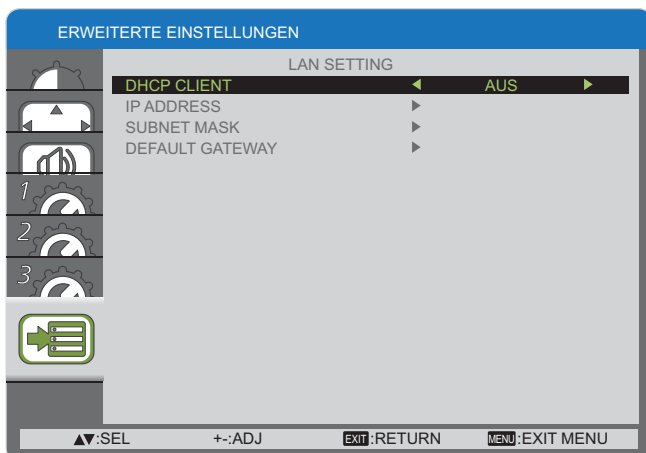 ERWEITERTE EINSTELLUNGEN
LAN SETTING
DHCP CLIENT AUS
IP ADDRESS
SUBNET MASK
DEFAULT GATEWAY
1
2
3
▲▼:SEL +-:ADJ EXIT:RETURN MENU:EXIT MENU